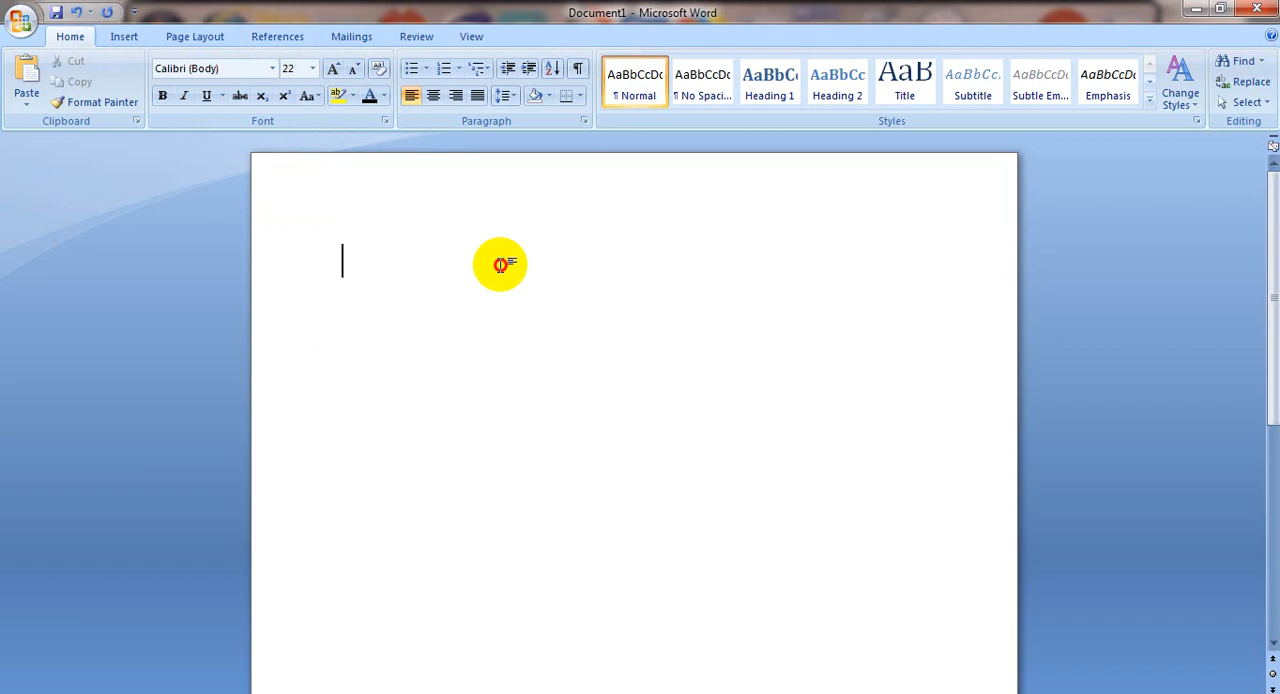 Document1 - Microsoft Word
Home Insert Page Layout References Mailings Review View
Paste
Cut
Copy
Format Painter
Clipboard
Calibri (Body) 22
B I U abc X₂ X² Aa
Font
Paragraph
AaBbCcDc AaBbCcDc AaBbCc AaBbCc AaB AaBbCc. AaBbCcDc AaBbCcDc
¶ Normal ¶ No Spaci... Heading 1 Heading 2 Title Subtitle Subtle Em... Emphasis
Change
Styles
Styles
Find
Replace
Select
Editing